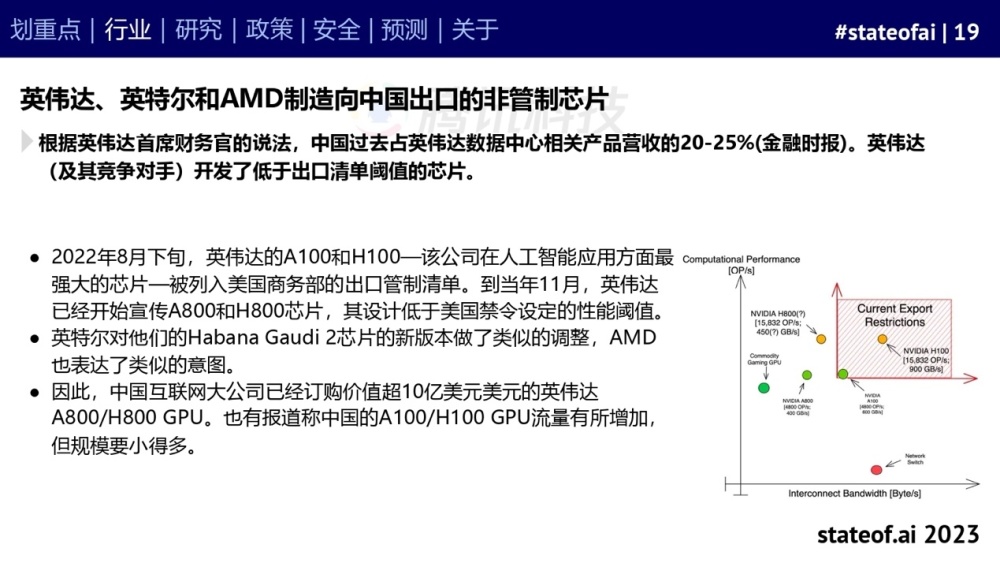 划重点 | 行业 | 研究 | 政策 | 安全 | 预测 | 关于
#stateofai | 19
腾讯科技
英伟达、英特尔和AMD制造向中国出口的非管制芯片
根据英伟达首席财务官的说法，中国过去占英伟达数据中心相关产品营收的20-25%(金融时报)。英伟达
（及其竞争对手）开发了低于出口清单阈值的芯片。
● 2022年8月下旬，英伟达的A100和H100—该公司在人工智能应用方面最
强大的芯片—被列入美国商务部的出口管制清单。到当年11月，英伟达
已经开始宣传A800和H800芯片，其设计低于美国禁令设定的性能阈值。
● 英特尔对他们的Habana Gaudi 2芯片的新版本做了类似的调整，AMD
也表达了类似的意图。
● 因此，中国互联网大公司已经订购价值超10亿美元美元的英伟达
A800/H800 GPU。也有报道称中国的A100/H100 GPU流量有所增加，
但规模要小得多。
Computational Performance
[OP/s]
Current Export
Restrictions
NVIDIA H800(?)
[15,832 OP/s;
450(?) GB/s]
NVIDIA H100
[15,832 OP/s;
900 GB/s]
Commodity
Gaming GPU
NVIDIA A800
[4800 OP/s;
400 GB/s]
NVIDIA
A100
[4800 OP/s;
600 GB/s]
Network
Switch
Interconnect Bandwidth [Byte/s]
stateof.ai 2023